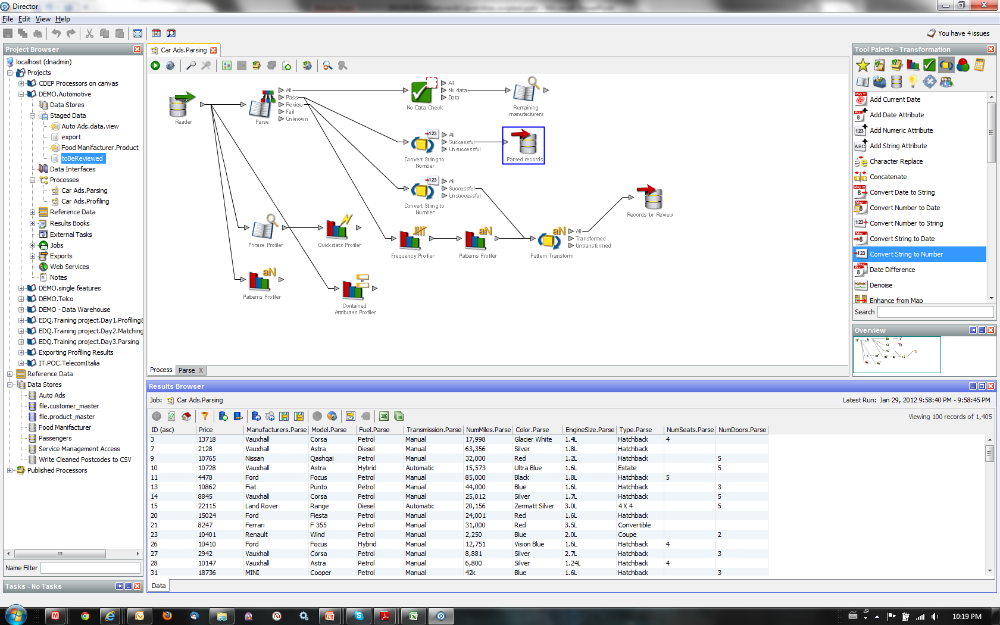 Director
File Edit View Help
You have 4 issues
Project Browser
localhost (dnadmin)
Projects
CDEP Processors on canvas
DEMO.Automotive
Data Stores
Staged Data
Auto Ads.data.view
export
Food Manifacturer.Product
toBeReviewed
Data Interfaces
Processes
Car Ads.Parsing
Car Ads.Profiling
Reference Data
Results Books
External Tasks
Jobs
Exports
Web Services
Notes
DEMO.single features
DEMO.Telco
DEMO - Data Warehouse
EDQ.Training project.Day1.Profiling&
EDQ.Training project.Day2.Matching
EDQ.Training project.Day3.Parsing
Exporting Profiling Results
IT.POC.TelecomItalia
Reference Data
Data Stores
Auto Ads
file.customer_master
file.product_master
Food Manufacturer
Passengers
Service Management Access
Write Cleaned Postcodes to CSV
Published Processors
Name Filter
Tasks - No Tasks
Car Ads.Parsing
Reader
Parse
All
Pass
Review
Fail
Unknown
No Data Check
All
No data
Data
Remaining
manufacturers
Convert String to
Number
All
Successful
Unsuccessful
Parsed records
Convert String to
Number
All
Successful
Unsuccessful
Records for Review
Phrase Profiler
Quickstats Profiler
Frequency Profiler
Patterns Profiler
Pattern Transform
All
Transformed
Untransformed
Patterns Profiler
Contained
Attributes Profiler
Process Parse X
Tool Palette - Transformation
Add Current Date
Add Date Attribute
Add Numeric Attribute
Add String Attribute
Character Replace
Concatenate
Convert Date to String
Convert Number to Date
Convert Number to String
Convert String to Date
Convert String to Number
Date Difference
Denoise
Enhance from Map
Search
Overview
Results Browser
Job: Car Ads.Parsing Latest Run: Jan 29, 2012 9:58:40 PM - 9:58:45 PM
Viewing 100 records of 1,405
ID (asc) Price Manufacturers.Parse Model.Parse Fuel.Parse Transmission.Parse NumMiles.Parse Color.Parse EngineSize.Parse Type.Parse NumSeats.Parse NumDoors.Parse
3 13718 Vauxhall Corsa Petrol Manual 17,998 Glacier White 1.4L Hatchback 4
7 2128 Vauxhall Astra Diesel Manual 63,356 Silver 1.8L Hatchback
9 10765 Nissan Qashqai Petrol Manual 32,000 Red 1.2L Hatchback 5
10 10728 Vauxhall Astra Hybrid Automatic 15,573 Ultra Blue 1.6L Estate 5
11 4478 Ford Focus Petrol Manual 85,000 Black 1.8L Hatchback 5
13 10862 Fiat Punto Petrol Manual 44,000 Blue 1.6L Hatchback 3
14 8845 Vauxhall Corsa Petrol Manual 25,012 Silver 1.7L Hatchback 5
15 22115 Land Rover Range Diesel Automatic 20,156 Zermatt Silver 3.0L 4 X 4 5
20 15024 Ford Fiesta Petrol Manual 24,001 Red 1.6L Hatchback
21 8247 Ferrari F 355 Petrol Manual 31,000 Red 3.5L Convertible
23 10401 Renault Wind Petrol Manual 2,250 Blue 2.0L Coupe 2
26 10410 Ford Focus Hybrid Manual 12,751 Vision Blue 1.6L Hatchback 4
27 2942 Vauxhall Corsa Petrol Manual 8,881 Silver 2.7L Hatchback 3
28 10147 Vauxhall Astra Petrol Manual 6,800 Silver 1.24L Hatchback 4
31 18736 MINI Cooper Petrol Manual 42k Blue 1.6L Hatchback 3
Data
10:19 PM